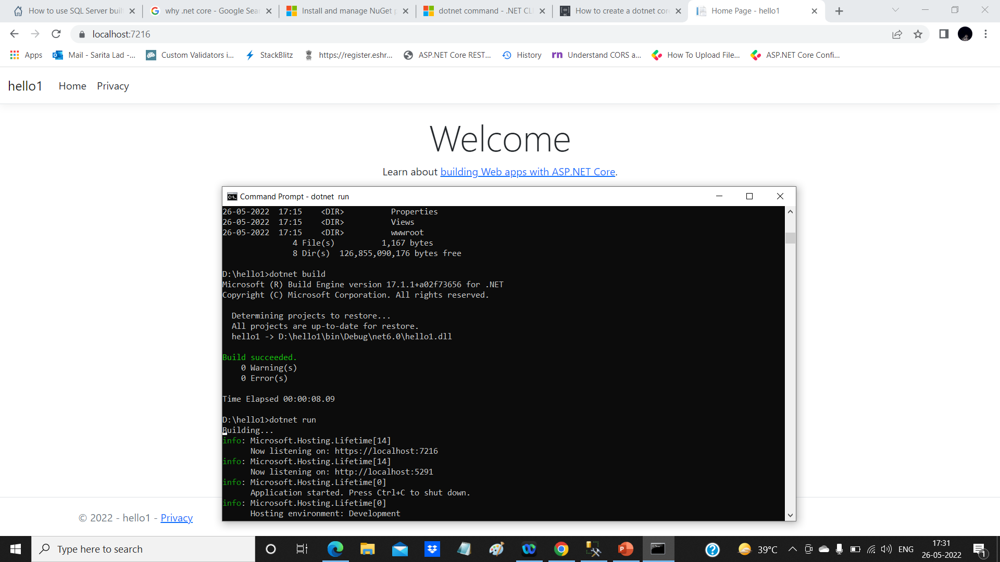 How to use SQL Server buil
why .net core - Google Sear
Install and manage NuGet p
dotnet command - .NET CLI
How to create a dotnet cor
Home Page - hello1
localhost:7216
Apps
Mail - Sarita Lad -...
Custom Validators i...
StackBlitz
https://register.eshr...
ASP.NET Core REST...
History
rn Understand CORS a...
How To Upload File...
ASP.NET Core Confi...
hello1 Home Privacy
Welcome
Learn about building Web apps with ASP.NET Core.
Command Prompt - dotnet  run
26-05-2022  17:15    <DIR>          Properties
26-05-2022  17:15    <DIR>          Views
26-05-2022  17:15    <DIR>          wwwroot
4 File(s)          1,167 bytes
8 Dir(s)  126,855,090,176 bytes free
D:\hello1>dotnet build
Microsoft (R) Build Engine version 17.1.1+a02f73656 for .NET
Copyright (C) Microsoft Corporation. All rights reserved.
Determining projects to restore...
All projects are up-to-date for restore.
hello1 -> D:\hello1\bin\Debug\net6.0\hello1.dll
Build succeeded.
0 Warning(s)
0 Error(s)
Time Elapsed 00:00:08.09
D:\hello1>dotnet run
Building...
info: Microsoft.Hosting.Lifetime[14]
Now listening on: https://localhost:7216
info: Microsoft.Hosting.Lifetime[14]
Now listening on: http://localhost:5291
info: Microsoft.Hosting.Lifetime[0]
Application started. Press Ctrl+C to shut down.
info: Microsoft.Hosting.Lifetime[0]
Hosting environment: Development
© 2022 - hello1 - Privacy
Type here to search
39°C
ENG
17:31
26-05-2022
1